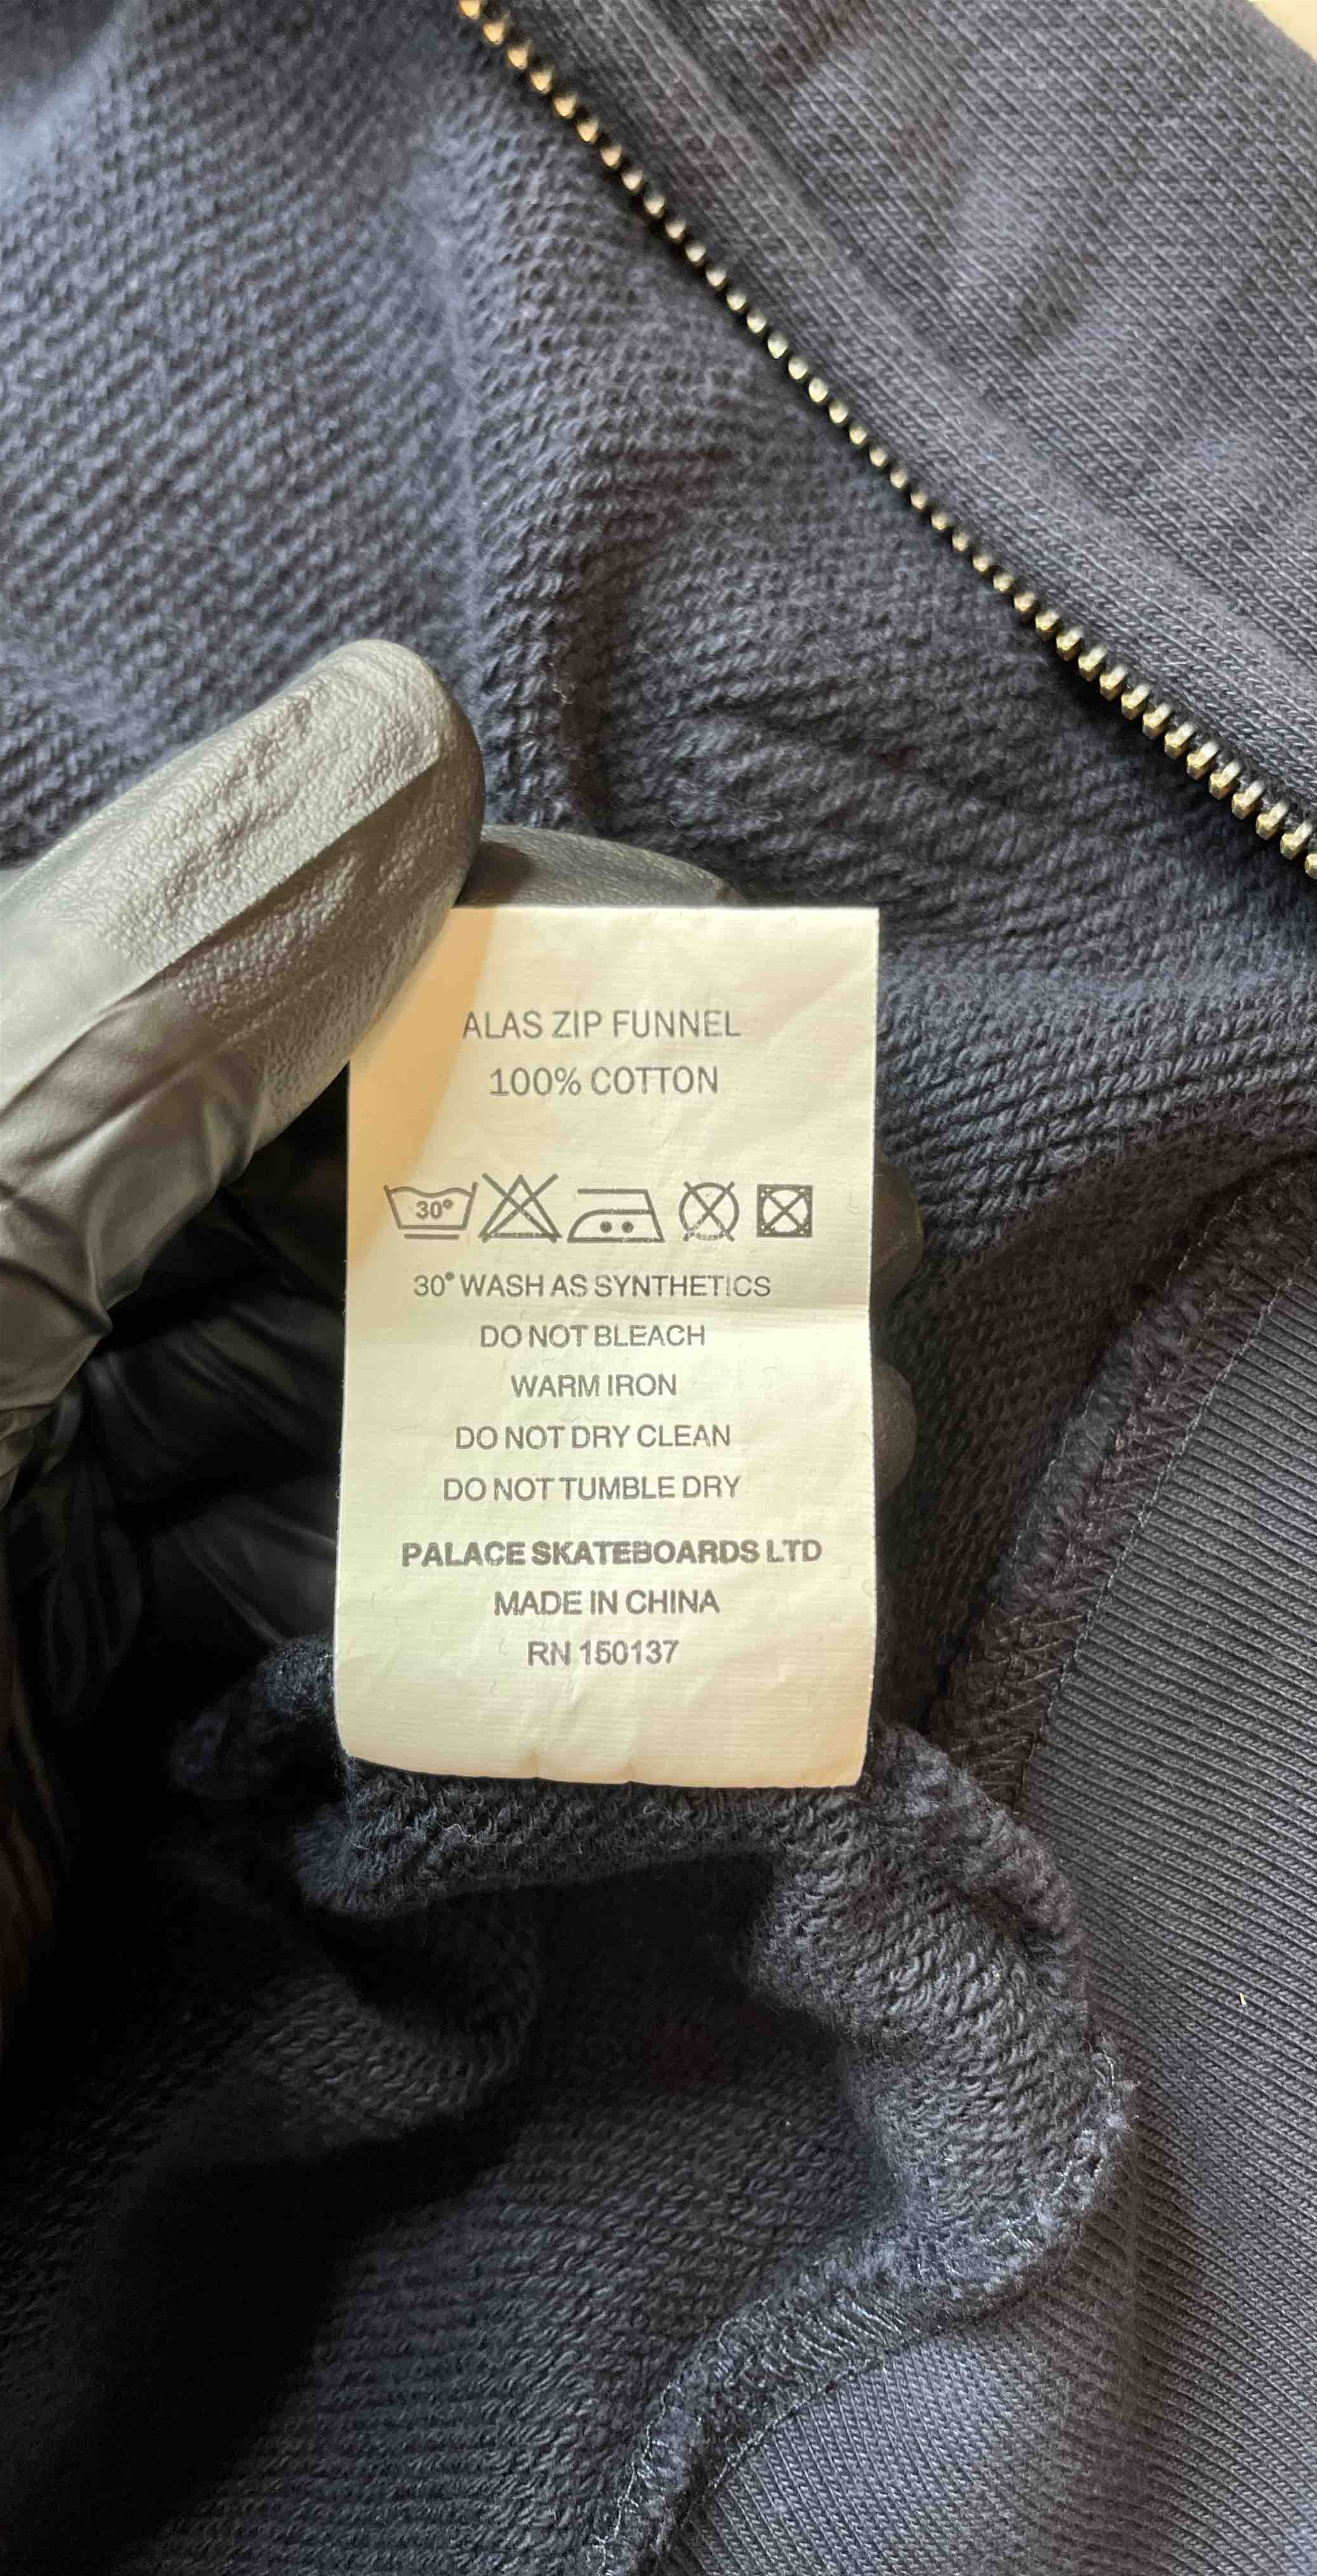 ALAS ZIP FUNNEL
100% COTTON
30°
30° WASH AS SYNTHETICS
DO NOT BLEACH
WARM IRON
DO NOT DRY CLEAN
DO NOT TUMBLE DRY
PALACE SKATEBOARDS LTD
MADE IN CHINA
RN 150137